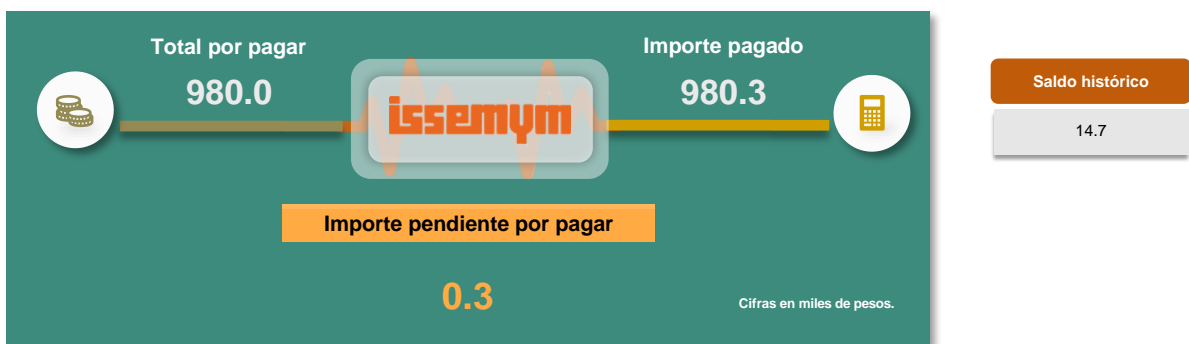 Total por pagar
980.0
issemym
Importe pagado
980.3
Importe pendiente por pagar
0.3
Cifras en miles de pesos.
Saldo histórico
14.7